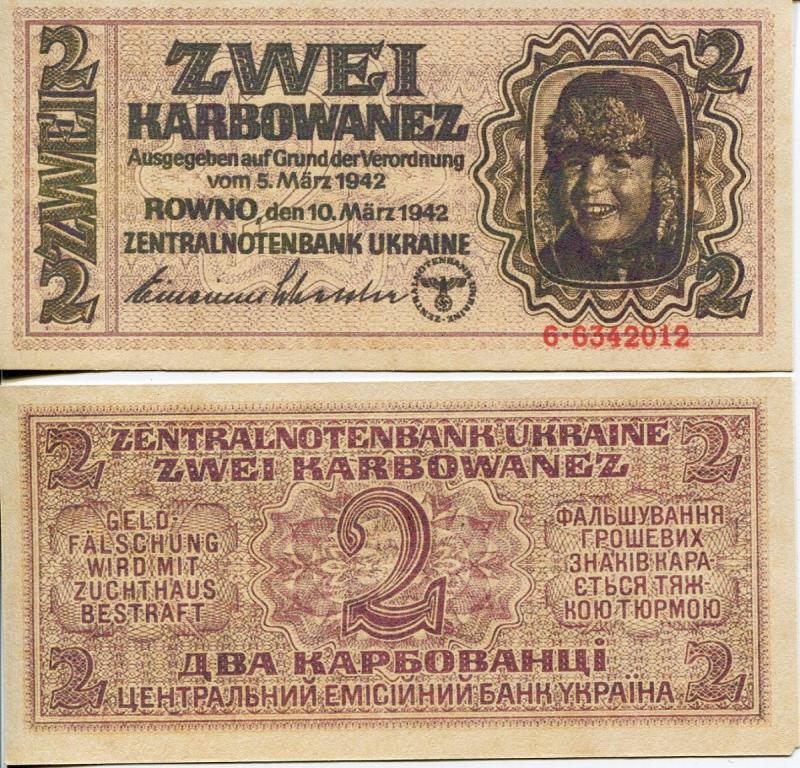 2
ZWEI
2
ZWEI
KARBOWANEZ
Ausgegeben auf Grund der Verordnung
vom 5. März 1942
ROWNO, den 10. März 1942
ZENTRALNOTENBANK UKRAINE
2
2
ZENTRALNOTENBANK UKRAINE
6·6342012
2
ZENTRALNOTENBANK UKRAINE
2
ZWEI KARBOWANEZ
GELD-
FÄLSCHUNG
WIRD MIT
ZUCHTHAUS
BESTRAFT
2
ФАЛЬШУВАННЯ
ГРОШЕВИХ
ЗНАКІВ КАРА-
ЄТЬСЯ ТЯЖ-
КОЮ ТЮРМОЮ
2
ДВА КАРБОВАНЦІ
2
ЦЕНТРАЛЬНИЙ ЕМІСІЙНИЙ БАНК УКРАЇНА